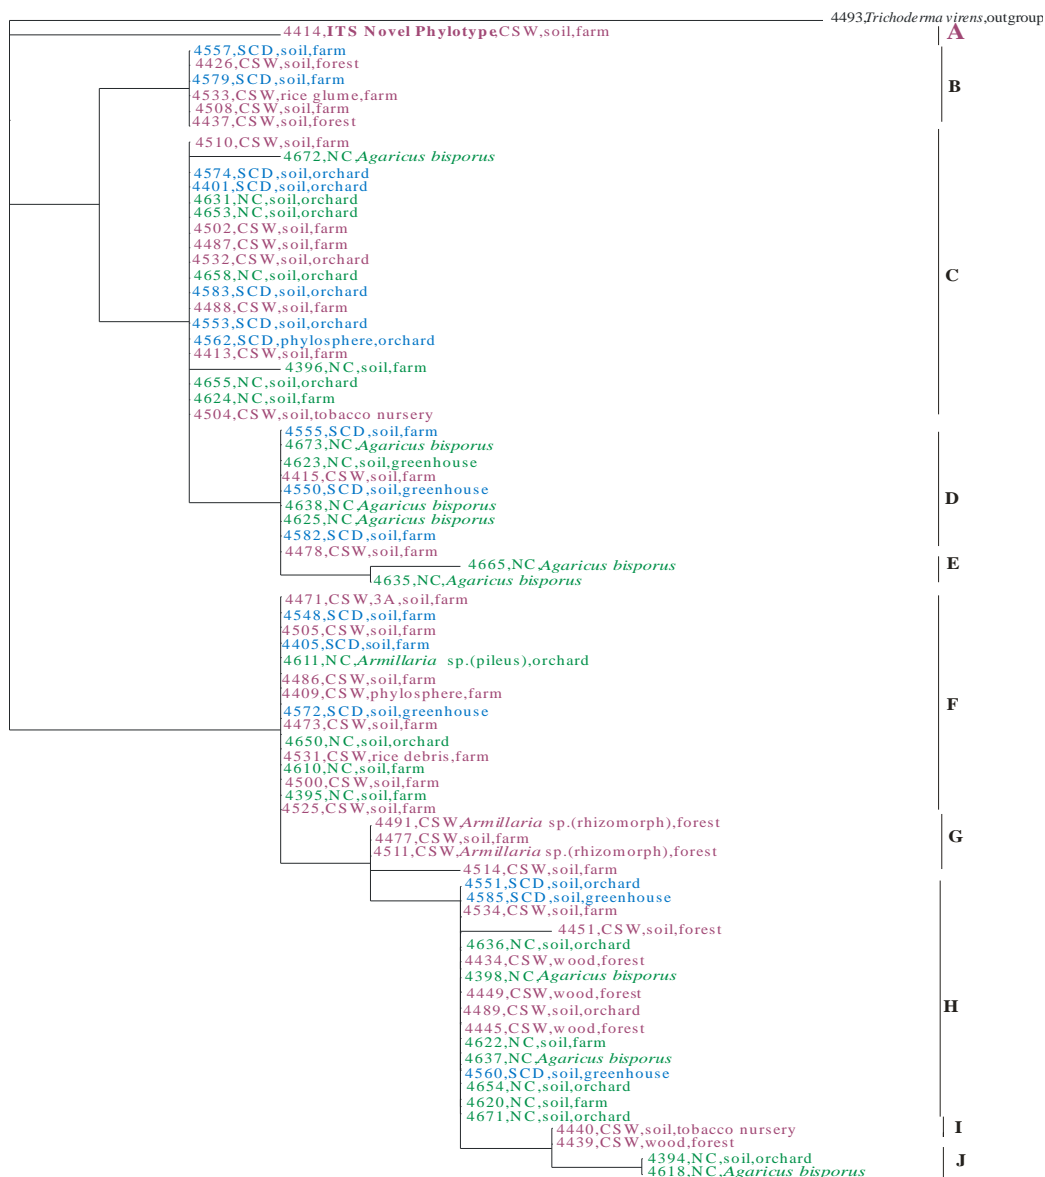 4493,Trichoderma virens,outgroup
4414,ITS Novel Phylotype,CSW,soil,farm
A
4557,SCD,soil,farm
4426,CSW,soil,forest
4579,SCD,soil,farm
4533,CSW,rice glume,farm
B
4508,CSW,soil,farm
4437,CSW,soil,forest
4510,CSW,soil,farm
4672,NC,Agaricus bisporus
4574,SCD,soil,orchard
4401,SCD,soil,orchard
4631,NC,soil,orchard
4653,NC,soil,orchard
4502,CSW,soil,farm
4487,CSW,soil,farm
4532,CSW,soil,orchard
4658,NC,soil,orchard
C
4583,SCD,soil,orchard
4488,CSW,soil,farm
4553,SCD,soil,orchard
4562,SCD,phylosphere,orchard
4413,CSW,soil,farm
4396,NC,soil,farm
4655,NC,soil,orchard
4624,NC,soil,farm
4504,CSW,soil,tobacco nursery
4555,SCD,soil,farm
4673,NC,Agaricus bisporus
4623,NC,soil,greenhouse
4415,CSW,soil,farm
4550,SCD,soil,greenhouse
D
4638,NC,Agaricus bisporus
4625,NC,Agaricus bisporus
4582,SCD,soil,farm
4478,CSW,soil,farm
4665,NC,Agaricus bisporus
E
4635,NC,Agaricus bisporus
4471,CSW,3A,soil,farm
4548,SCD,soil,farm
4505,CSW,soil,farm
4405,SCD,soil,farm
4611,NC,Armillaria sp.(pileus),orchard
4486,CSW,soil,farm
4409,CSW,phylosphere,farm
F
4572,SCD,soil,greenhouse
4473,CSW,soil,farm
4650,NC,soil,orchard
4531,CSW,rice debris,farm
4610,NC,soil,farm
4500,CSW,soil,farm
4395,NC,soil,farm
4525,CSW,soil,farm
4491,CSW,Armillaria sp.(rhizomorph),forest
4477,CSW,soil,farm
G
4511,CSW,Armillaria sp.(rhizomorph),forest
4514,CSW,soil,farm
4551,SCD,soil,orchard
4585,SCD,soil,greenhouse
4534,CSW,soil,farm
4451,CSW,soil,forest
4636,NC,soil,orchard
4434,CSW,wood,forest
4398,NC,Agaricus bisporus
4449,CSW,wood,forest
H
4489,CSW,soil,orchard
4445,CSW,wood,forest
4622,NC,soil,farm
4637,NC,Agaricus bisporus
4560,SCD,soil,greenhouse
4654,NC,soil,orchard
4620,NC,soil,farm
4671,NC,soil,orchard
4440,CSW,soil,tobacco nursery
I
4439,CSW,wood,forest
4394,NC,soil,orchard
J
4618,NC,Agaricus bisporus